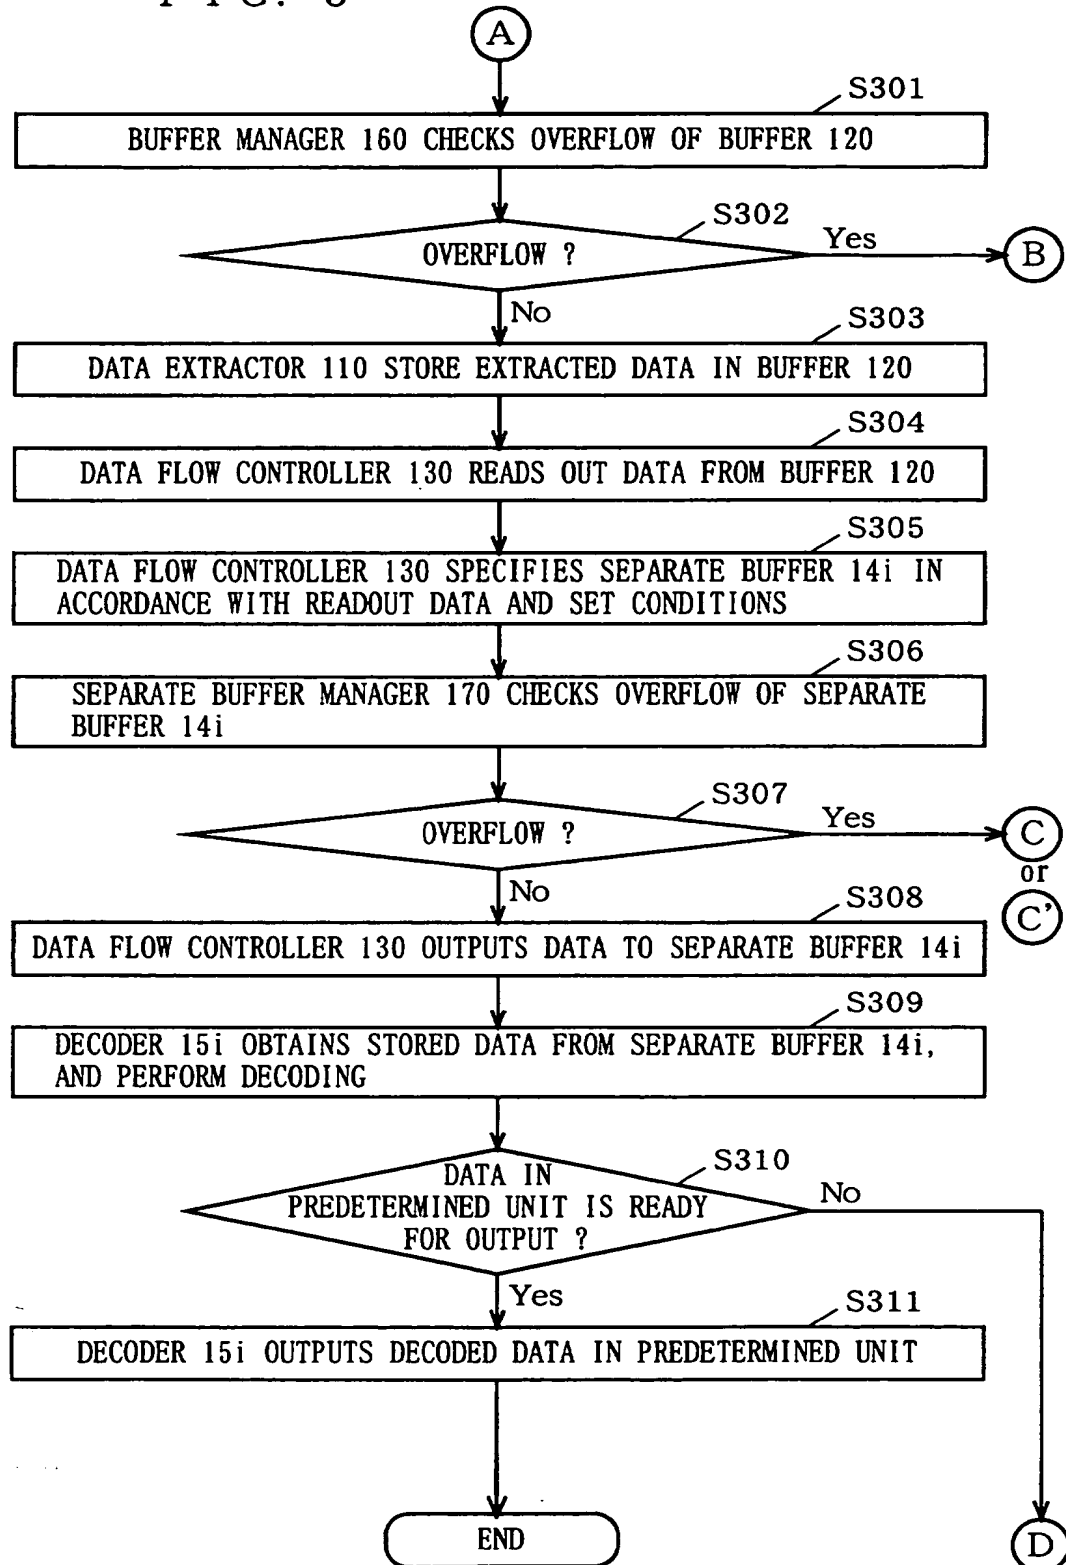 A
S301
BUFFER MANAGER 160 CHECKS OVERFLOW OF BUFFER 120
S302
OVERFLOW ?
Yes
B
No
S303
DATA EXTRACTOR 110 STORE EXTRACTED DATA IN BUFFER 120
S304
DATA FLOW CONTROLLER 130 READS OUT DATA FROM BUFFER 120
S305
DATA FLOW CONTROLLER 130 SPECIFIES SEPARATE BUFFER 14i IN
ACCORDANCE WITH READOUT DATA AND SET CONDITIONS
S306
SEPARATE BUFFER MANAGER 170 CHECKS OVERFLOW OF SEPARATE
BUFFER 14i
S307
OVERFLOW ?
Yes
C
or
C'
No
S308
DATA FLOW CONTROLLER 130 OUTPUTS DATA TO SEPARATE BUFFER 14i
S309
DECODER 15i OBTAINS STORED DATA FROM SEPARATE BUFFER 14i,
AND PERFORM DECODING
S310
DATA IN
PREDETERMINED UNIT IS READY
FOR OUTPUT ?
No
Yes
S311
DECODER 15i OUTPUTS DECODED DATA IN PREDETERMINED UNIT
END
D